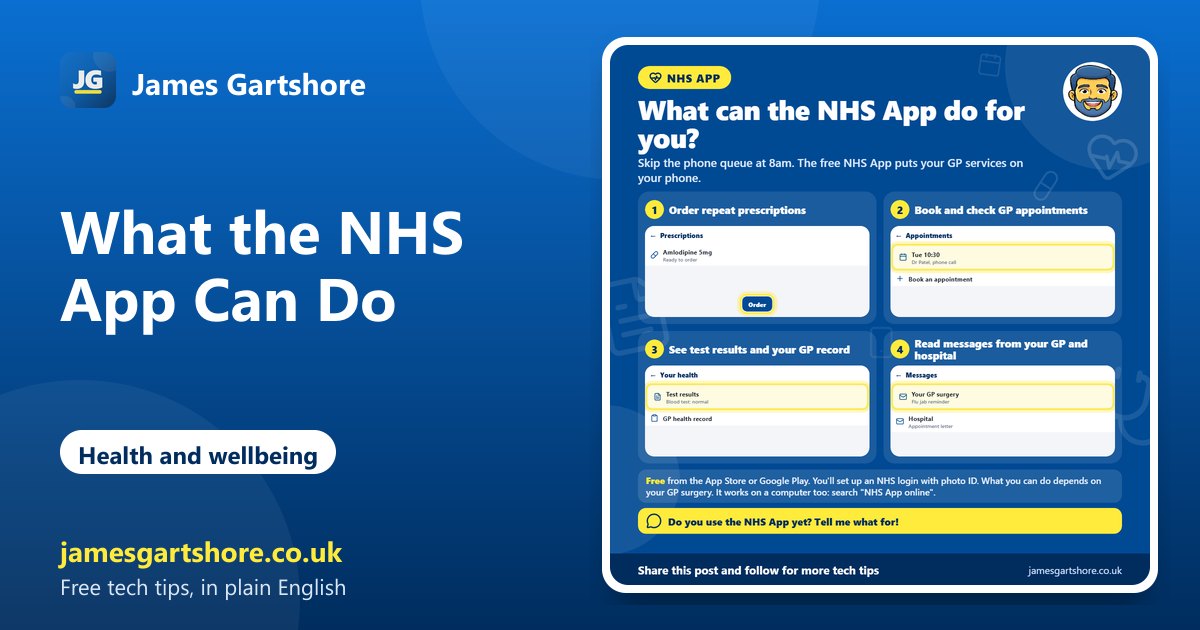 JG
James Gartshore
What the NHS
App Can Do
Health and wellbeing
jamesgartshore.co.uk
Free tech tips, in plain English
NHS APP
What can the NHS App do for
you?
Skip the phone queue at 8am. The free NHS App puts your GP services on
your phone.
1 Order repeat prescriptions
← Prescriptions
Amlodipine 5mg
Ready to order
Order
2 Book and check GP appointments
← Appointments
Tue 10:30
Dr Patel, phone call
+ Book an appointment
3 See test results and your GP record
← Your health
Test results
Blood test: normal
GP health record
4 Read messages from your GP and
hospital
← Messages
Your GP surgery
Flu jab reminder
Hospital
Appointment letter
Free from the App Store or Google Play. You'll set up an NHS login with photo ID. What you can do depends on
your GP surgery. It works on a computer too: search "NHS App online".
Do you use the NHS App yet? Tell me what for!
Share this post and follow for more tech tips
jamesgartshore.co.uk